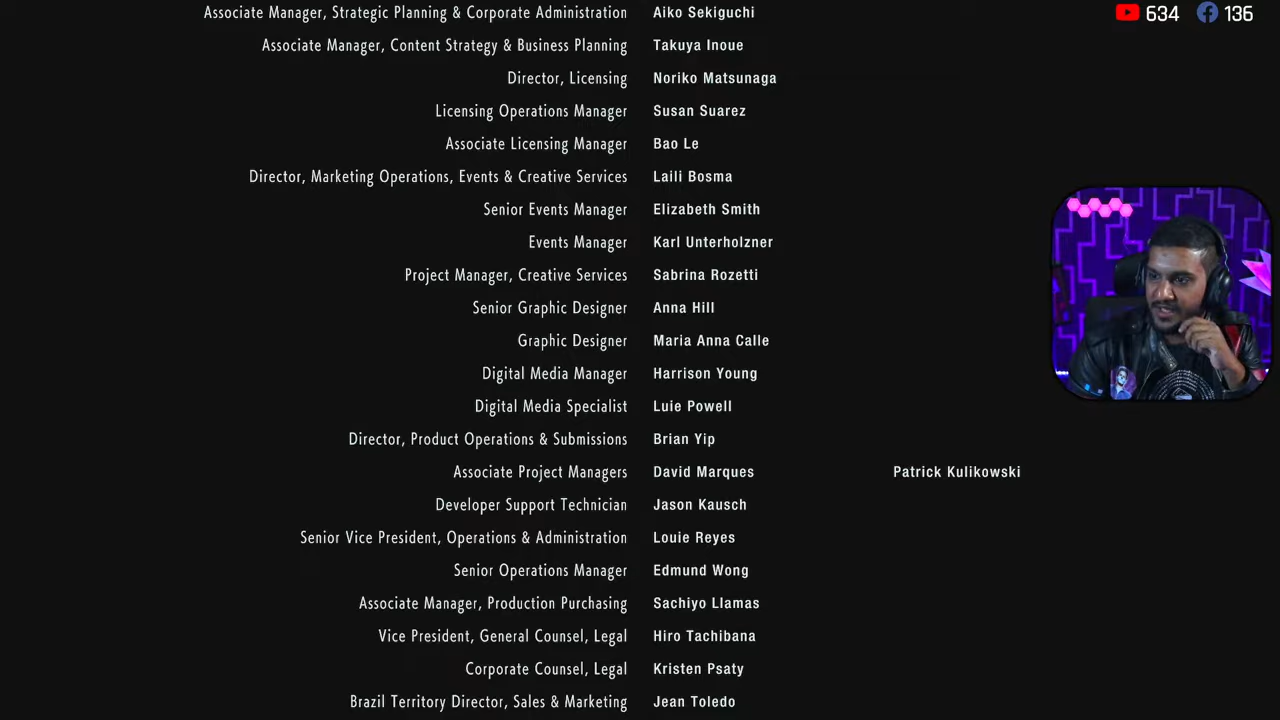 Associate Manager, Strategic Planning & Corporate Administration Aiko Sekiguchi
634 136
Associate Manager, Content Strategy & Business Planning Takuya Inoue
Director, Licensing Noriko Matsunaga
Licensing Operations Manager Susan Suarez
Associate Licensing Manager Bao Le
Director, Marketing Operations, Events & Creative Services Laili Bosma
Senior Events Manager Elizabeth Smith
Events Manager Karl Unterholzner
Project Manager, Creative Services Sabrina Rozetti
Senior Graphic Designer Anna Hill
Graphic Designer Maria Anna Calle
Digital Media Manager Harrison Young
Digital Media Specialist Luie Powell
Director, Product Operations & Submissions Brian Yip
Associate Project Managers David Marques Patrick Kulikowski
Developer Support Technician Jason Kausch
Senior Vice President, Operations & Administration Louie Reyes
Senior Operations Manager Edmund Wong
Associate Manager, Production Purchasing Sachiyo Llamas
Vice President, General Counsel, Legal Hiro Tachibana
Corporate Counsel, Legal Kristen Psaty
Brazil Territory Director, Sales & Marketing Jean Toledo